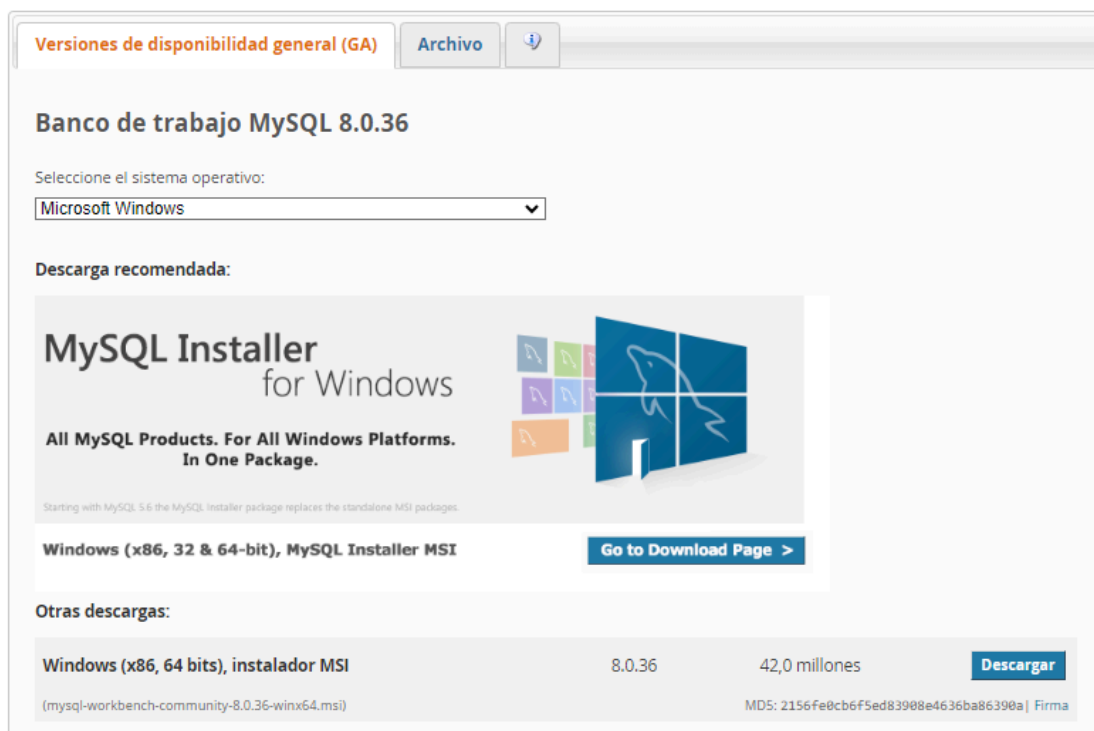 Versiones de disponibilidad general (GA) Archivo
Banco de trabajo MySQL 8.0.36
Seleccione el sistema operativo:
Microsoft Windows
Descarga recomendada:
MySQL Installer
for Windows
All MySQL Products. For All Windows Platforms.
In One Package.
Starting with MySQL 5.6 the MySQL Installer package replaces the standalone MSI packages.
Windows (x86, 32 & 64-bit), MySQL Installer MSI Go to Download Page >
Otras descargas:
Windows (x86, 64 bits), instalador MSI 8.0.36 42,0 millones Descargar
(mysql-workbench-community-8.0.36-winx64.msi) MD5: 2156fe0cb6f5ed83908e4636ba86390a| Firma